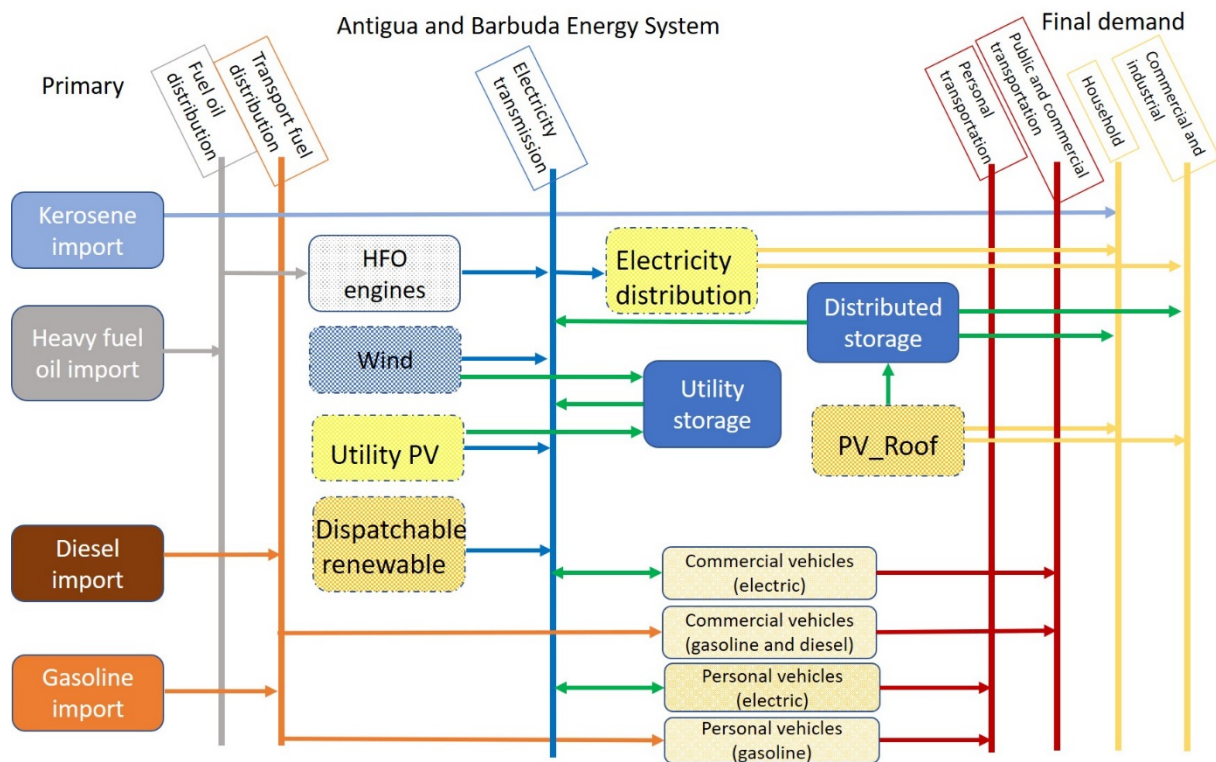 Antigua and Barbuda Energy System
Final demand
Primary
Fuel oil
distribution
Transport fuel
distribution
Electricity
transmission
Personal
transportation
Public and commercial
transportation
Household
Commercial and
industrial
Kerosene
import
HFO
engines
Electricity
distribution
Heavy fuel
oil import
Wind
Distributed
storage
Utility
storage
Utility PV
PV_Roof
Diesel
import
Dispatchable
renewable
Commercial vehicles
(electric)
Commercial vehicles
(gasoline and diesel)
Gasoline
import
Personal vehicles
(electric)
Personal vehicles
(gasoline)